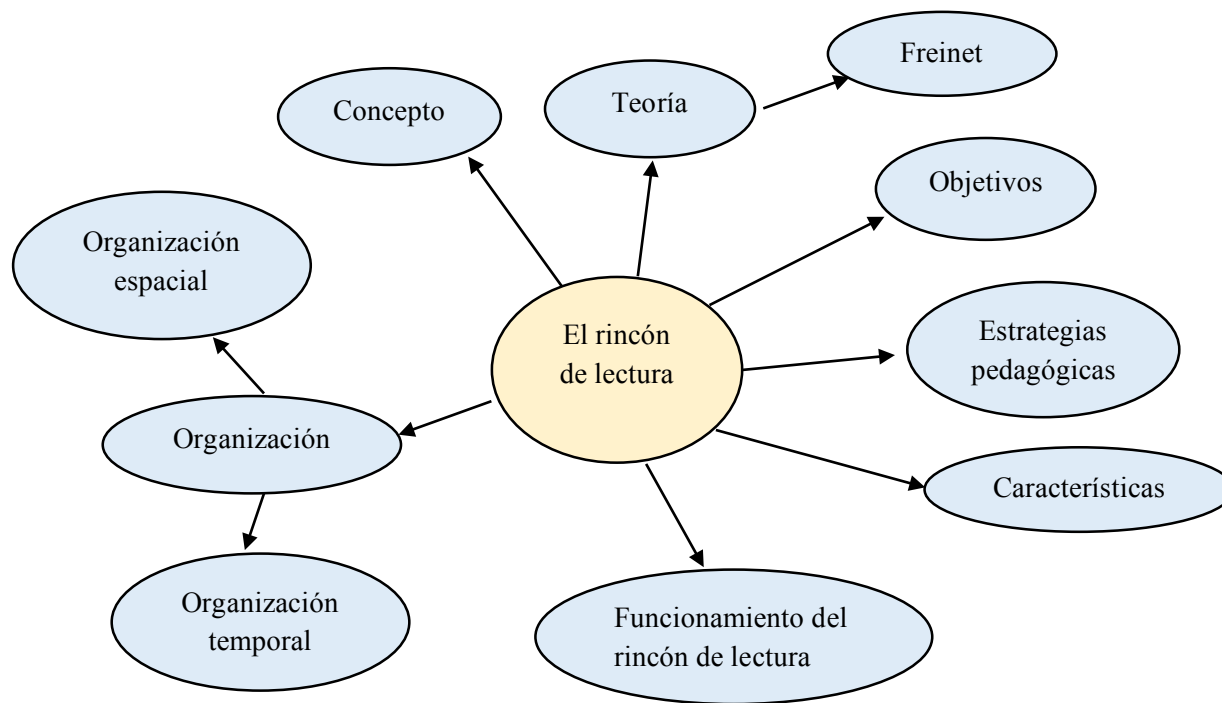 Freinet
Teoría
Concepto
Objetivos
Organización
espacial
El rincón
de lectura
Estrategias
pedagógicas
Organización
Características
Organización
temporal
Funcionamiento del
rincón de lectura